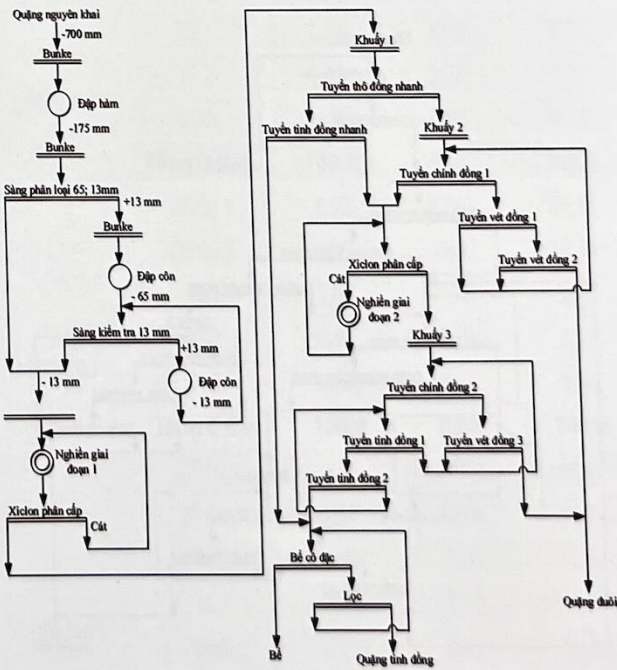 Quặng nguyên khai
-700 mm
Bunke
Đập hàm
-175 mm
Bunke
Sàng phân loại 65; 13mm
+13 mm
Bunke
Đập côn
- 65 mm
Sàng kiểm tra 13 mm
+13 mm
- 13 mm
Đập côn
- 13 mm
Nghiền giai
đoạn 1
Xiclon phân cấp
Cát
Khuấy 1
Tuyển thô đồng nhanh
Tuyển tinh đồng nhanh
Khuấy 2
Tuyển chính đồng 1
Tuyển vét đồng 1
Tuyển vét đồng 2
Xiclon phân cấp
Cát
Nghiền giai
đoạn 2
Khuấy 3
Tuyển chính đồng 2
Tuyển tinh đồng 1
Tuyển vét đồng 3
Tuyển tinh đồng 2
Bể cô đặc
Lọc
Bể
Quặng tinh đồng
Quặng đuôi